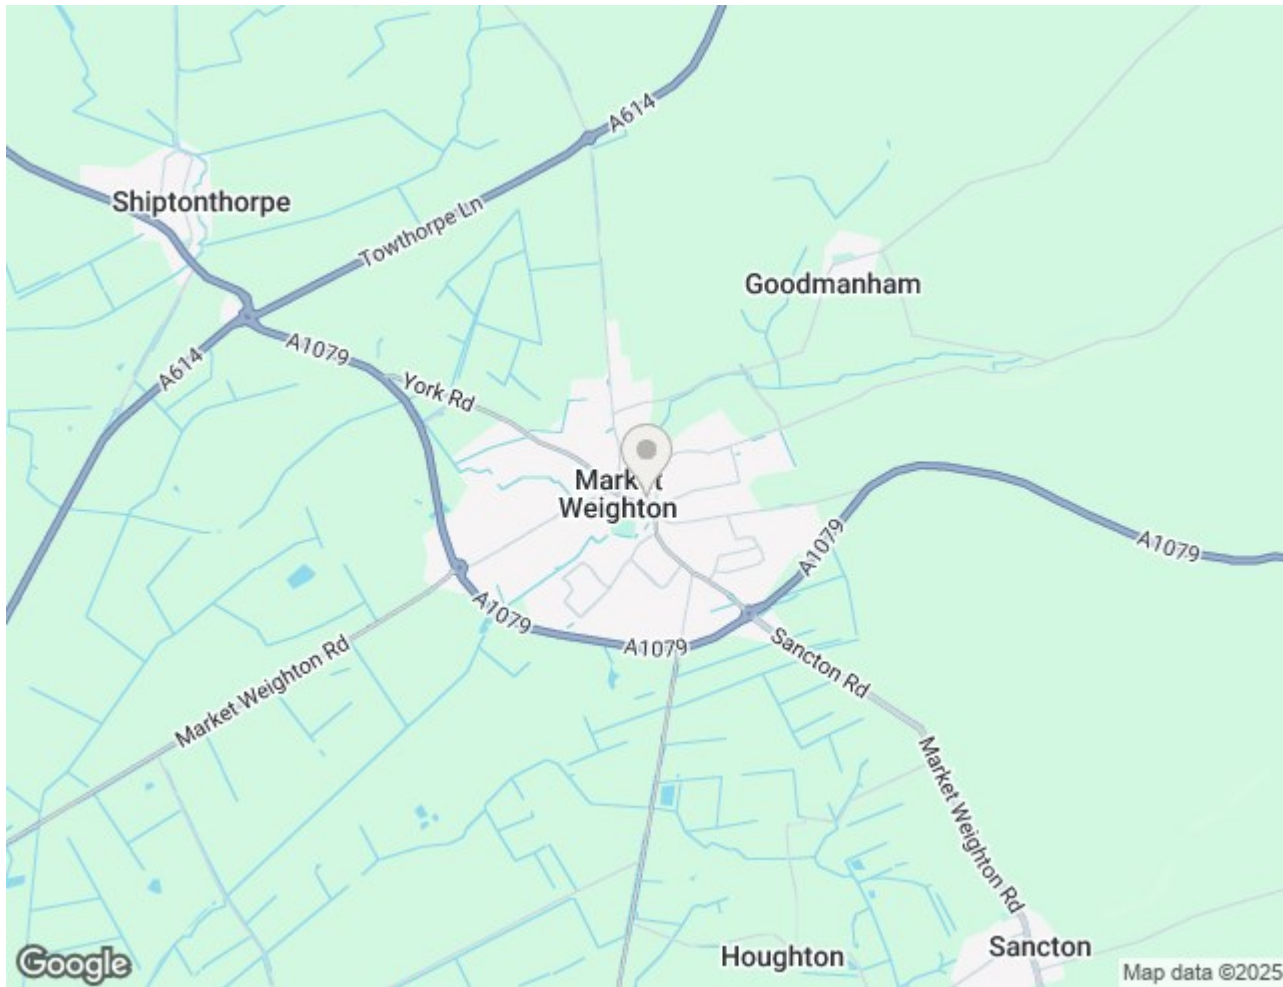 A614
Shiptonthorpe
Towthorpe Ln
Goodmanham
A1079
A614
York Rd
Market
Weighton
A1079
A1079
A1079
A1079
Sancton Rd
Market Weighton Rd
Market Weighton Rd
Houghton
Sancton
Google
Map data ©2025